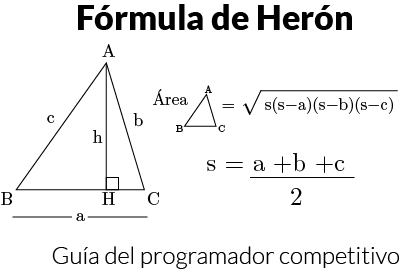 Fórmula de Herón
A
c
b
h
B
H
C
a
Área
A
B
C
= √s(s−a)(s−b)(s−c)
s = a +b +c
2
Guía del programador competitivo